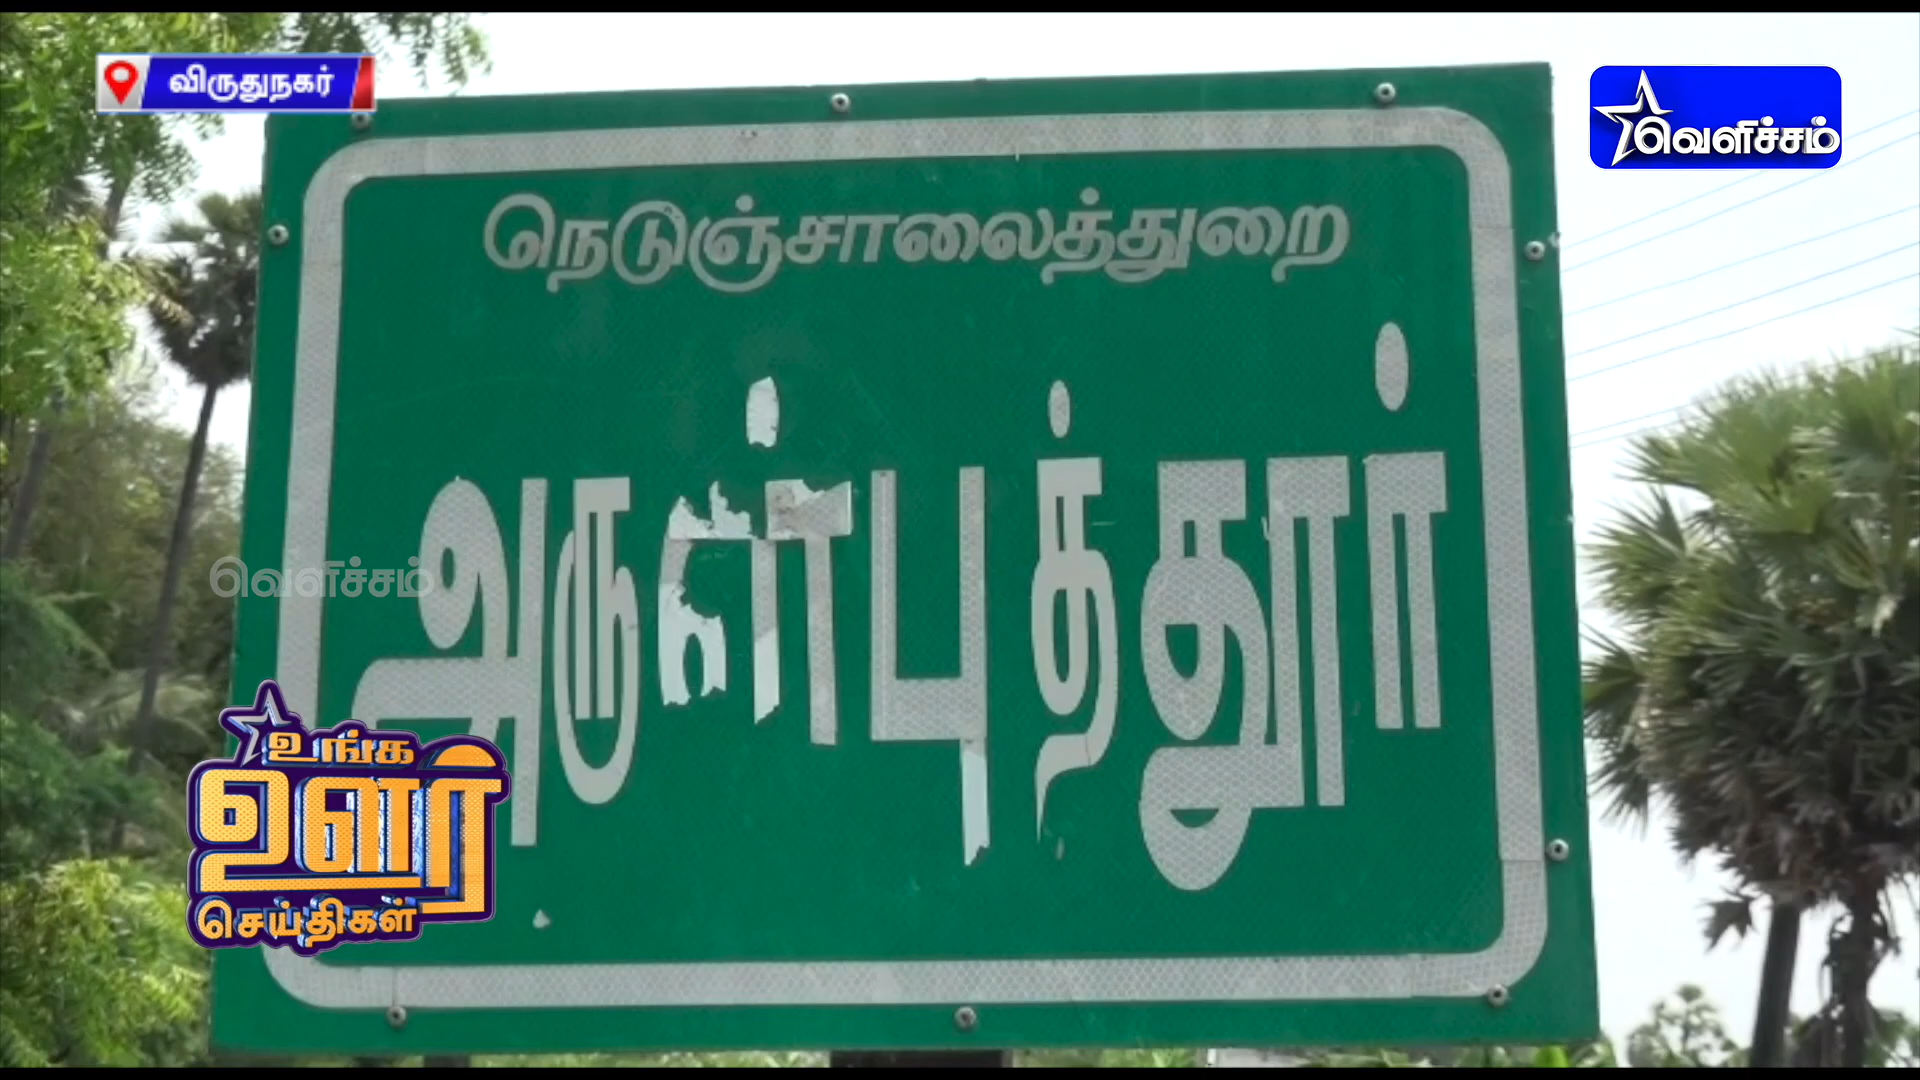 விருதுநகர்
வெளிச்சம்
நெடுஞ்சாலைத்துறை
அருள்புத்தூர்
வெளிச்சம்
உங்க
ஊர்
செய்திகள்